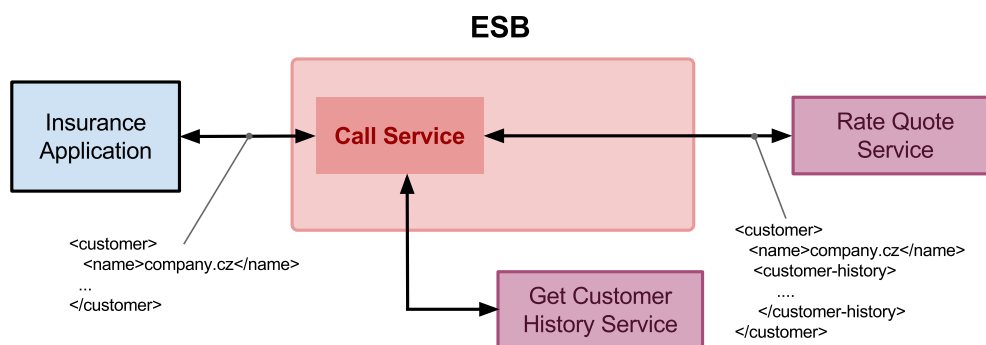 ESB
Insurance
Application
Call Service
Rate Quote
Service
<customer>
<name>company.cz</name>
...
</customer>
Get Customer
History Service
<customer>
<name>company.cz</name>
<customer-history>
....
</customer-history>
</customer>